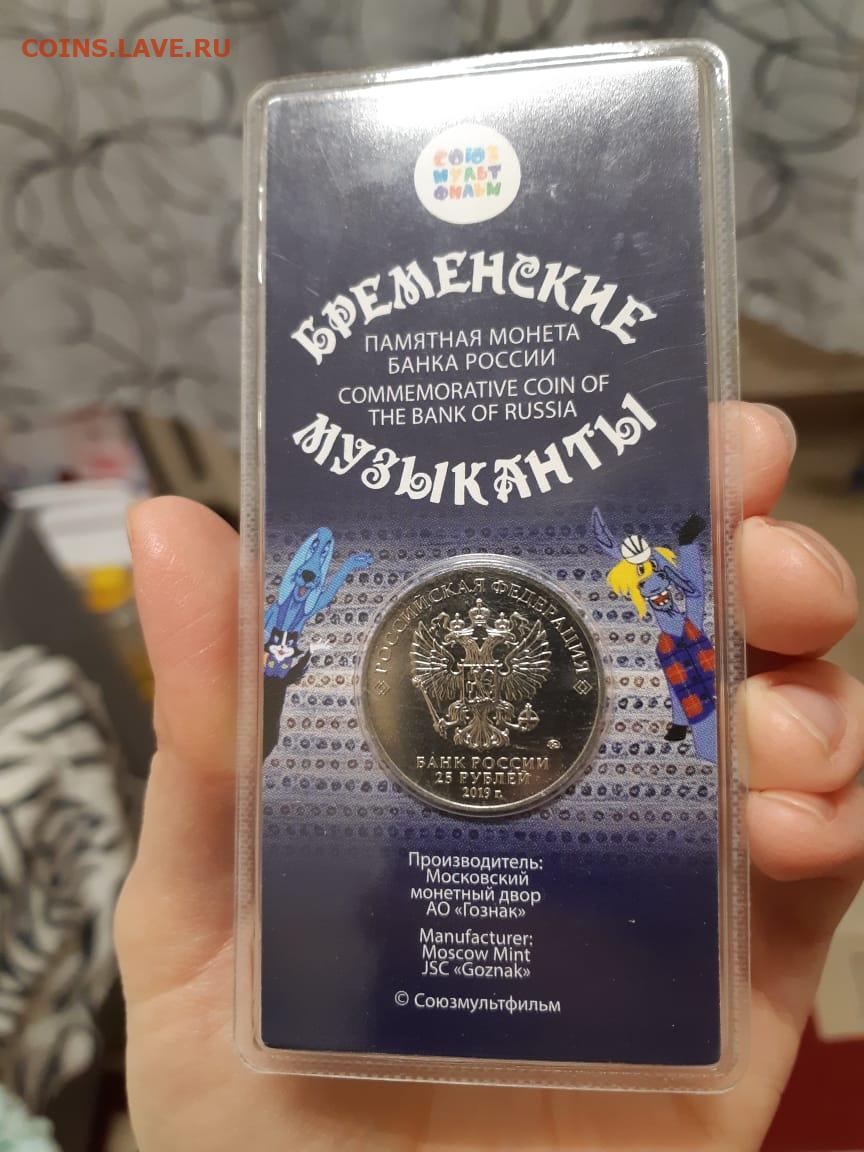 COINS.LAVE.RU
СОЮЗ
МУЛЬТ
ФИЛЬМ
БРЕМЕНСКИЕ
ПАМЯТНАЯ МОНЕТА
БАНКА РОССИИ
COMMEMORATIVE COIN OF
THE BANK OF RUSSIA
МУЗЫКАНТЫ
РОССИЙСКАЯ ФЕДЕРАЦИЯ
БАНК РОССИИ
25 РУБЛЕЙ
2019 г.
Производитель:
Московский
монетный двор
АО «Гознак»
Manufacturer:
Moscow Mint
JSC «Goznak»
© Союзмультфильм